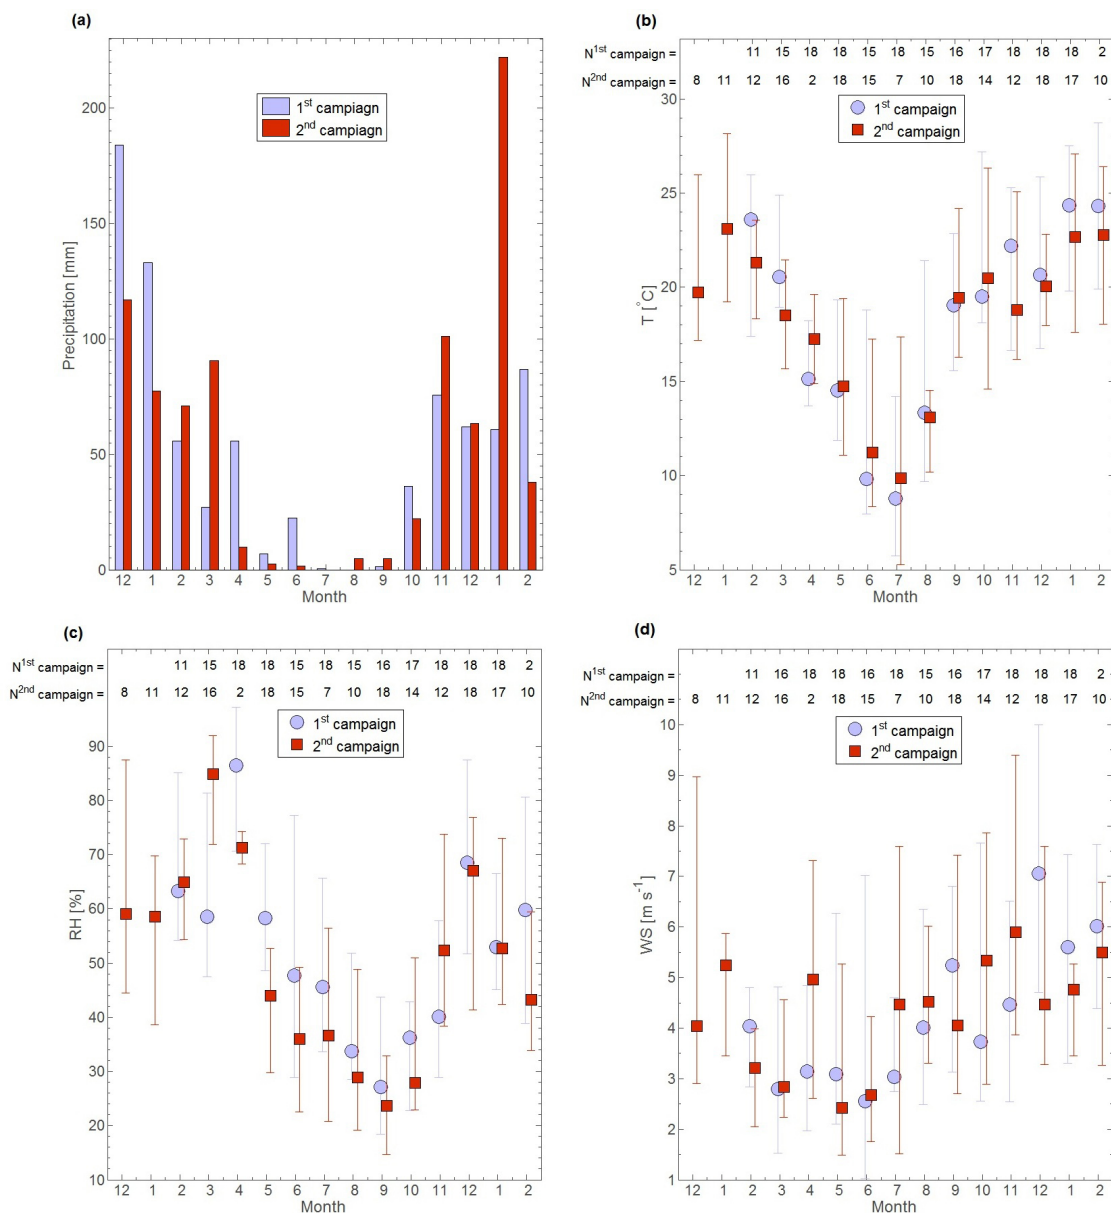 (a)
1st campiagn
2nd campiagn
Precipitation [mm]
200
150
100
50
0
12 1 2 3 4 5 6 7 8 9 10 11 12 1 2
Month
(b)
N1st campaign = 11 15 18 18 15 18 15 16 17 18 18 18 2
N2nd campaign = 8 11 12 16 2 18 15 7 10 18 14 12 18 17 10
1st campaign
2nd campaign
T [°C]
30
25
20
15
10
5
12 1 2 3 4 5 6 7 8 9 10 11 12 1 2
Month
(c)
N1st campaign = 11 15 18 18 15 18 15 16 17 18 18 18 2
N2nd campaign = 8 11 12 16 2 18 15 7 10 18 14 12 18 17 10
1st campaign
2nd campaign
RH [%]
90
80
70
60
50
40
30
20
10
12 1 2 3 4 5 6 7 8 9 10 11 12 1 2
Month
(d)
N1st campaign = 11 16 18 18 16 18 15 16 17 18 18 18 2
N2nd campaign = 8 11 12 16 2 18 15 7 10 18 14 12 18 17 10
1st campaign
2nd campaign
WS [m s-1]
10
9
8
7
6
5
4
3
2
1
12 1 2 3 4 5 6 7 8 9 10 11 12 1 2
Month